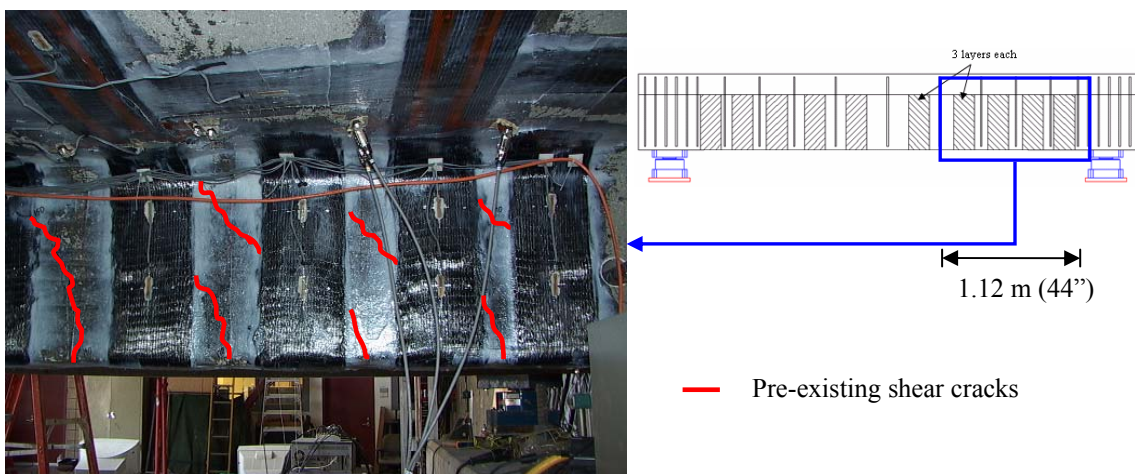 3 layers each
1.12 m (44”)
Pre-existing shear cracks